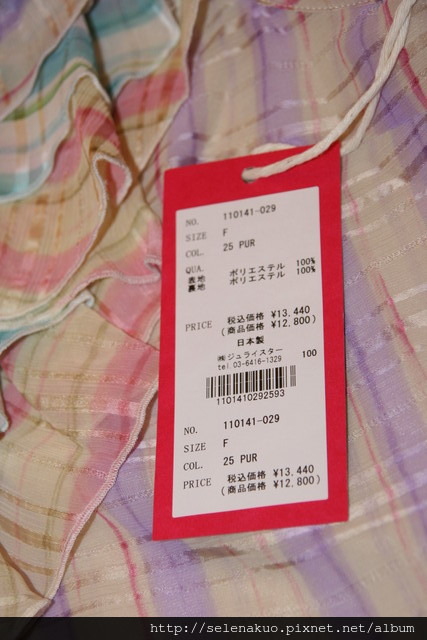 NO. 110141-029
SIZE F
COL. 25 PUR
QUA.
表地 ポリエステル 100%
裏地 ポリエステル 100%
PRICE 税込価格 ¥13.440
(商品価格 ¥12.800)
日本製
㈱ジュライスター
tel 03-6416-1329 100
1101410292593
NO. 110141-029
SIZE F
COL. 25 PUR
PRICE 税込価格 ¥13.440
(商品価格 ¥12.800)
http://selenakuo.pixnet.net/album